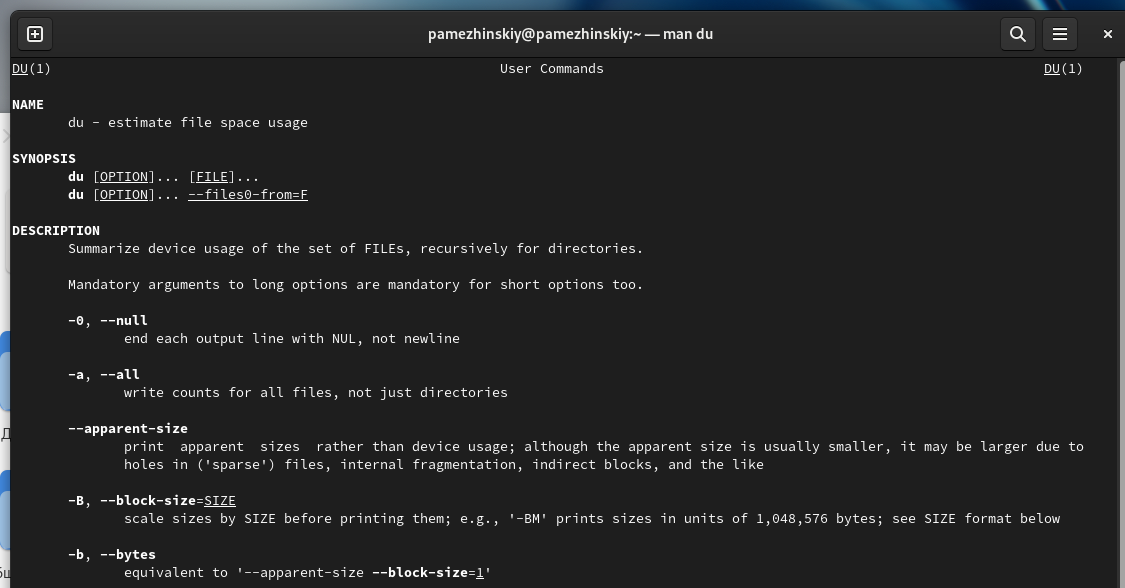 pamezhinskiy@pamezhinskiy:~ — man du
DU(1) User Commands DU(1)
NAME
du - estimate file space usage
SYNOPSIS
du [OPTION]... [FILE]...
du [OPTION]... --files0-from=F
DESCRIPTION
Summarize device usage of the set of FILEs, recursively for directories.
Mandatory arguments to long options are mandatory for short options too.
-0, --null
end each output line with NUL, not newline
-a, --all
write counts for all files, not just directories
--apparent-size
print apparent sizes rather than device usage; although the apparent size is usually smaller, it may be larger due to
holes in ('sparse') files, internal fragmentation, indirect blocks, and the like
-B, --block-size=SIZE
scale sizes by SIZE before printing them; e.g., '-BM' prints sizes in units of 1,048,576 bytes; see SIZE format below
-b, --bytes
equivalent to '--apparent-size --block-size=1'